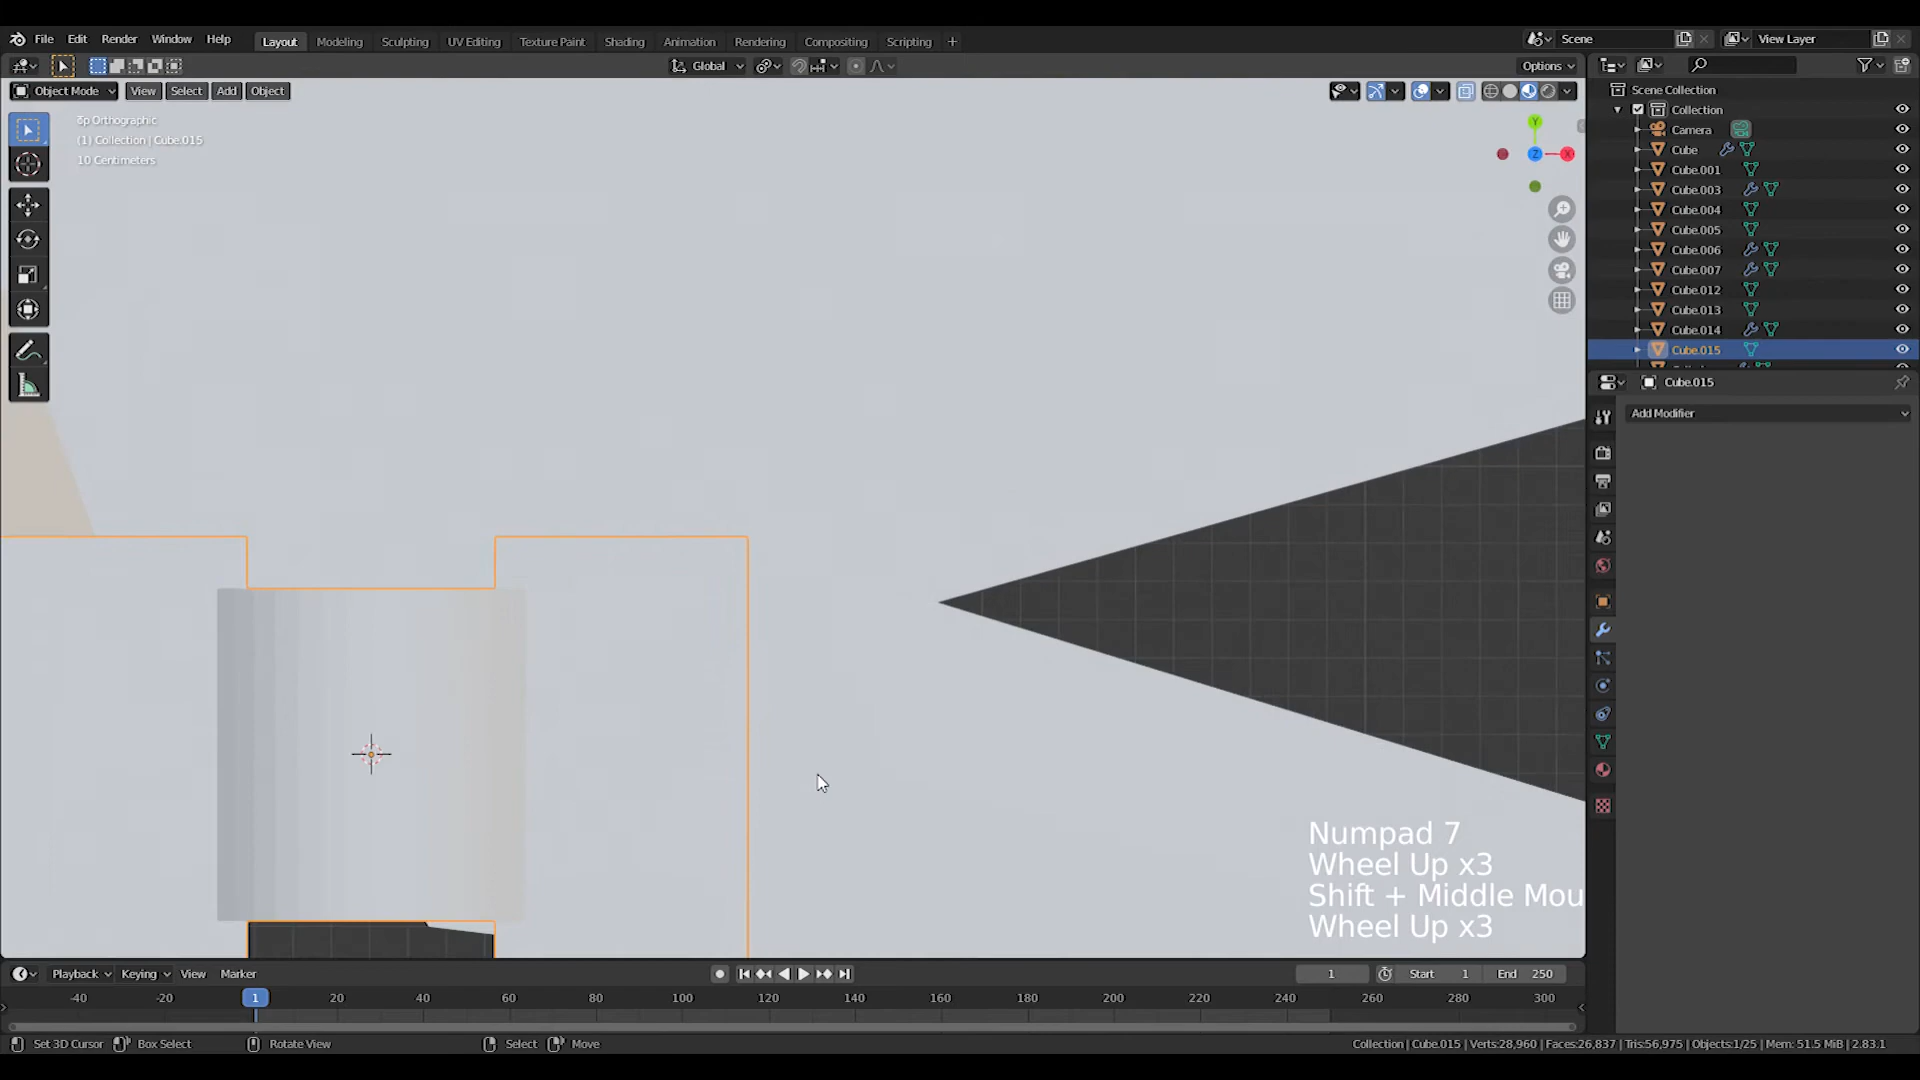 File Edit Render Window Help Layout Modeling Sculpting UV Editing Texture Paint Shading Animation Rendering Compositing Scripting + Scene View Layer
Global Options
Object Mode View Select Add Object
Orthographic
(1) Collection | Cube.015
10 Centimeters
Y
Z X
Scene Collection
Collection
Camera
Cube
Cube.001
Cube.003
Cube.004
Cube.005
Cube.006
Cube.007
Cube.012
Cube.013
Cube.014
Cube.015
Cube.015
Add Modifier
Numpad 7
Wheel Up x3
Shift + Middle Mou
Wheel Up x3
Playback Keying View Marker 1 Start 1 End 250
-40 -20 1 20 40 60 80 100 120 140 160 180 200 220 240 260 280 300
Set 3D Cursor Box Select Rotate View Select Move Collection | Cube.015 | Verts:28,960 | Faces:26,837 | Tris:56,975 | Objects:1/25 | Mem: 51.5 MiB | 2.83.1